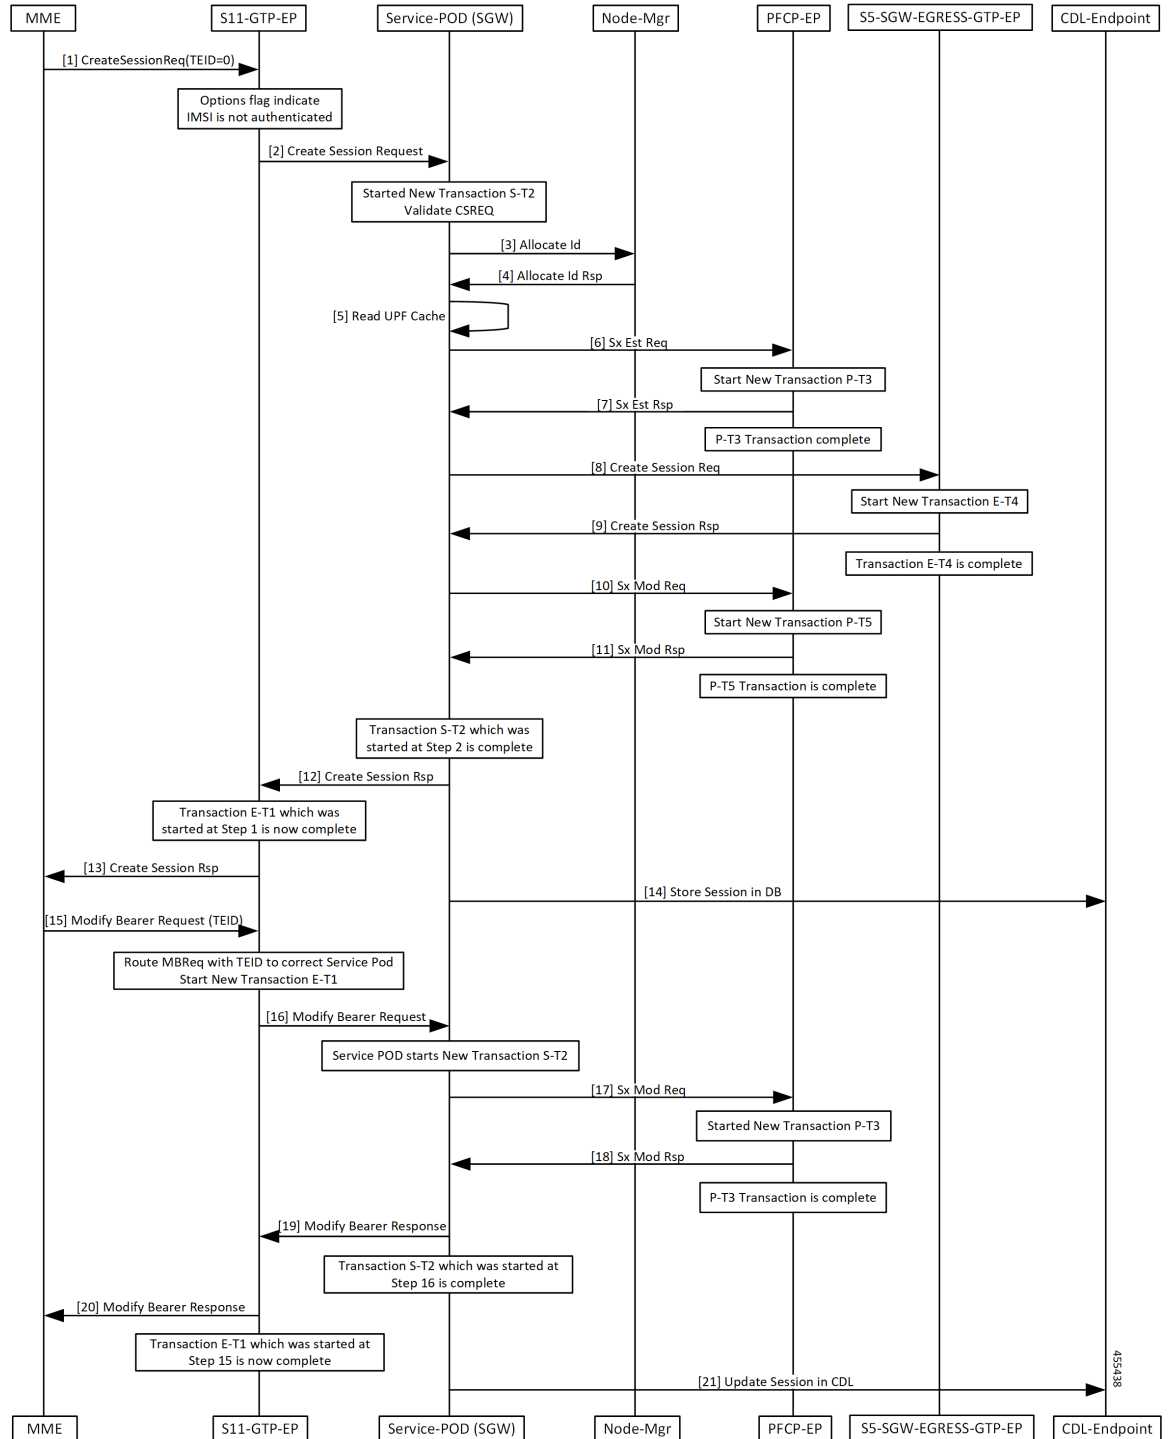 MME
S11-GTP-EP
Service-POD (SGW)
Node-Mgr
PFCP-EP
S5-SGW-EGRESS-GTP-EP
CDL-Endpoint
[1] CreateSessionReq(TEID=0)
Options flag indicate
IMSI is not authenticated
[2] Create Session Request
Started New Transaction S-T2
Validate CSREQ
[3] Allocate Id
[4] Allocate Id Rsp
[5] Read UPF Cache
[6] Sx Est Req
Start New Transaction P-T3
[7] Sx Est Rsp
P-T3 Transaction complete
[8] Create Session Req
Start New Transaction E-T4
[9] Create Session Rsp
Transaction E-T4 is complete
[10] Sx Mod Req
Start New Transaction P-T5
[11] Sx Mod Rsp
P-T5 Transaction is complete
Transaction S-T2 which was
started at Step 2 is complete
[12] Create Session Rsp
Transaction E-T1 which was
started at Step 1 is now complete
[13] Create Session Rsp
[14] Store Session in DB
[15] Modify Bearer Request (TEID)
Route MBReq with TEID to correct Service Pod
Start New Transaction E-T1
[16] Modify Bearer Request
Service POD starts New Transaction S-T2
[17] Sx Mod Req
Started New Transaction P-T3
[18] Sx Mod Rsp
P-T3 Transaction is complete
[19] Modify Bearer Response
Transaction S-T2 which was started at
Step 16 is complete
[20] Modify Bearer Response
Transaction E-T1 which was started at
Step 15 is now complete
[21] Update Session in CDL
455438
MME
S11-GTP-EP
Service-POD (SGW)
Node-Mgr
PFCP-EP
S5-SGW-EGRESS-GTP-EP
CDL-Endpoint